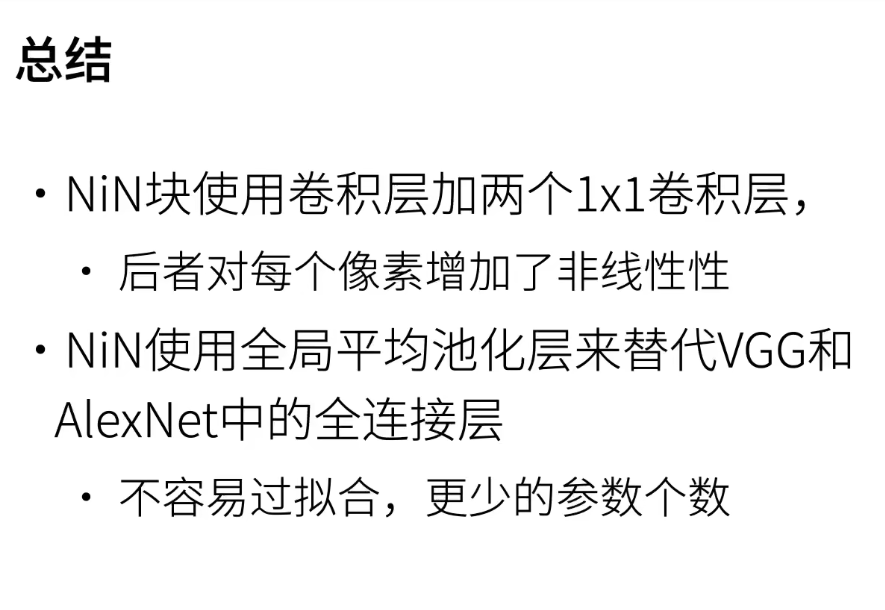 总结
• NiN块使用卷积层加两个1x1卷积层，
• 后者对每个像素增加了非线性性
• NiN使用全局平均池化层来替代VGG和
AlexNet中的全连接层
• 不容易过拟合，更少的参数个数